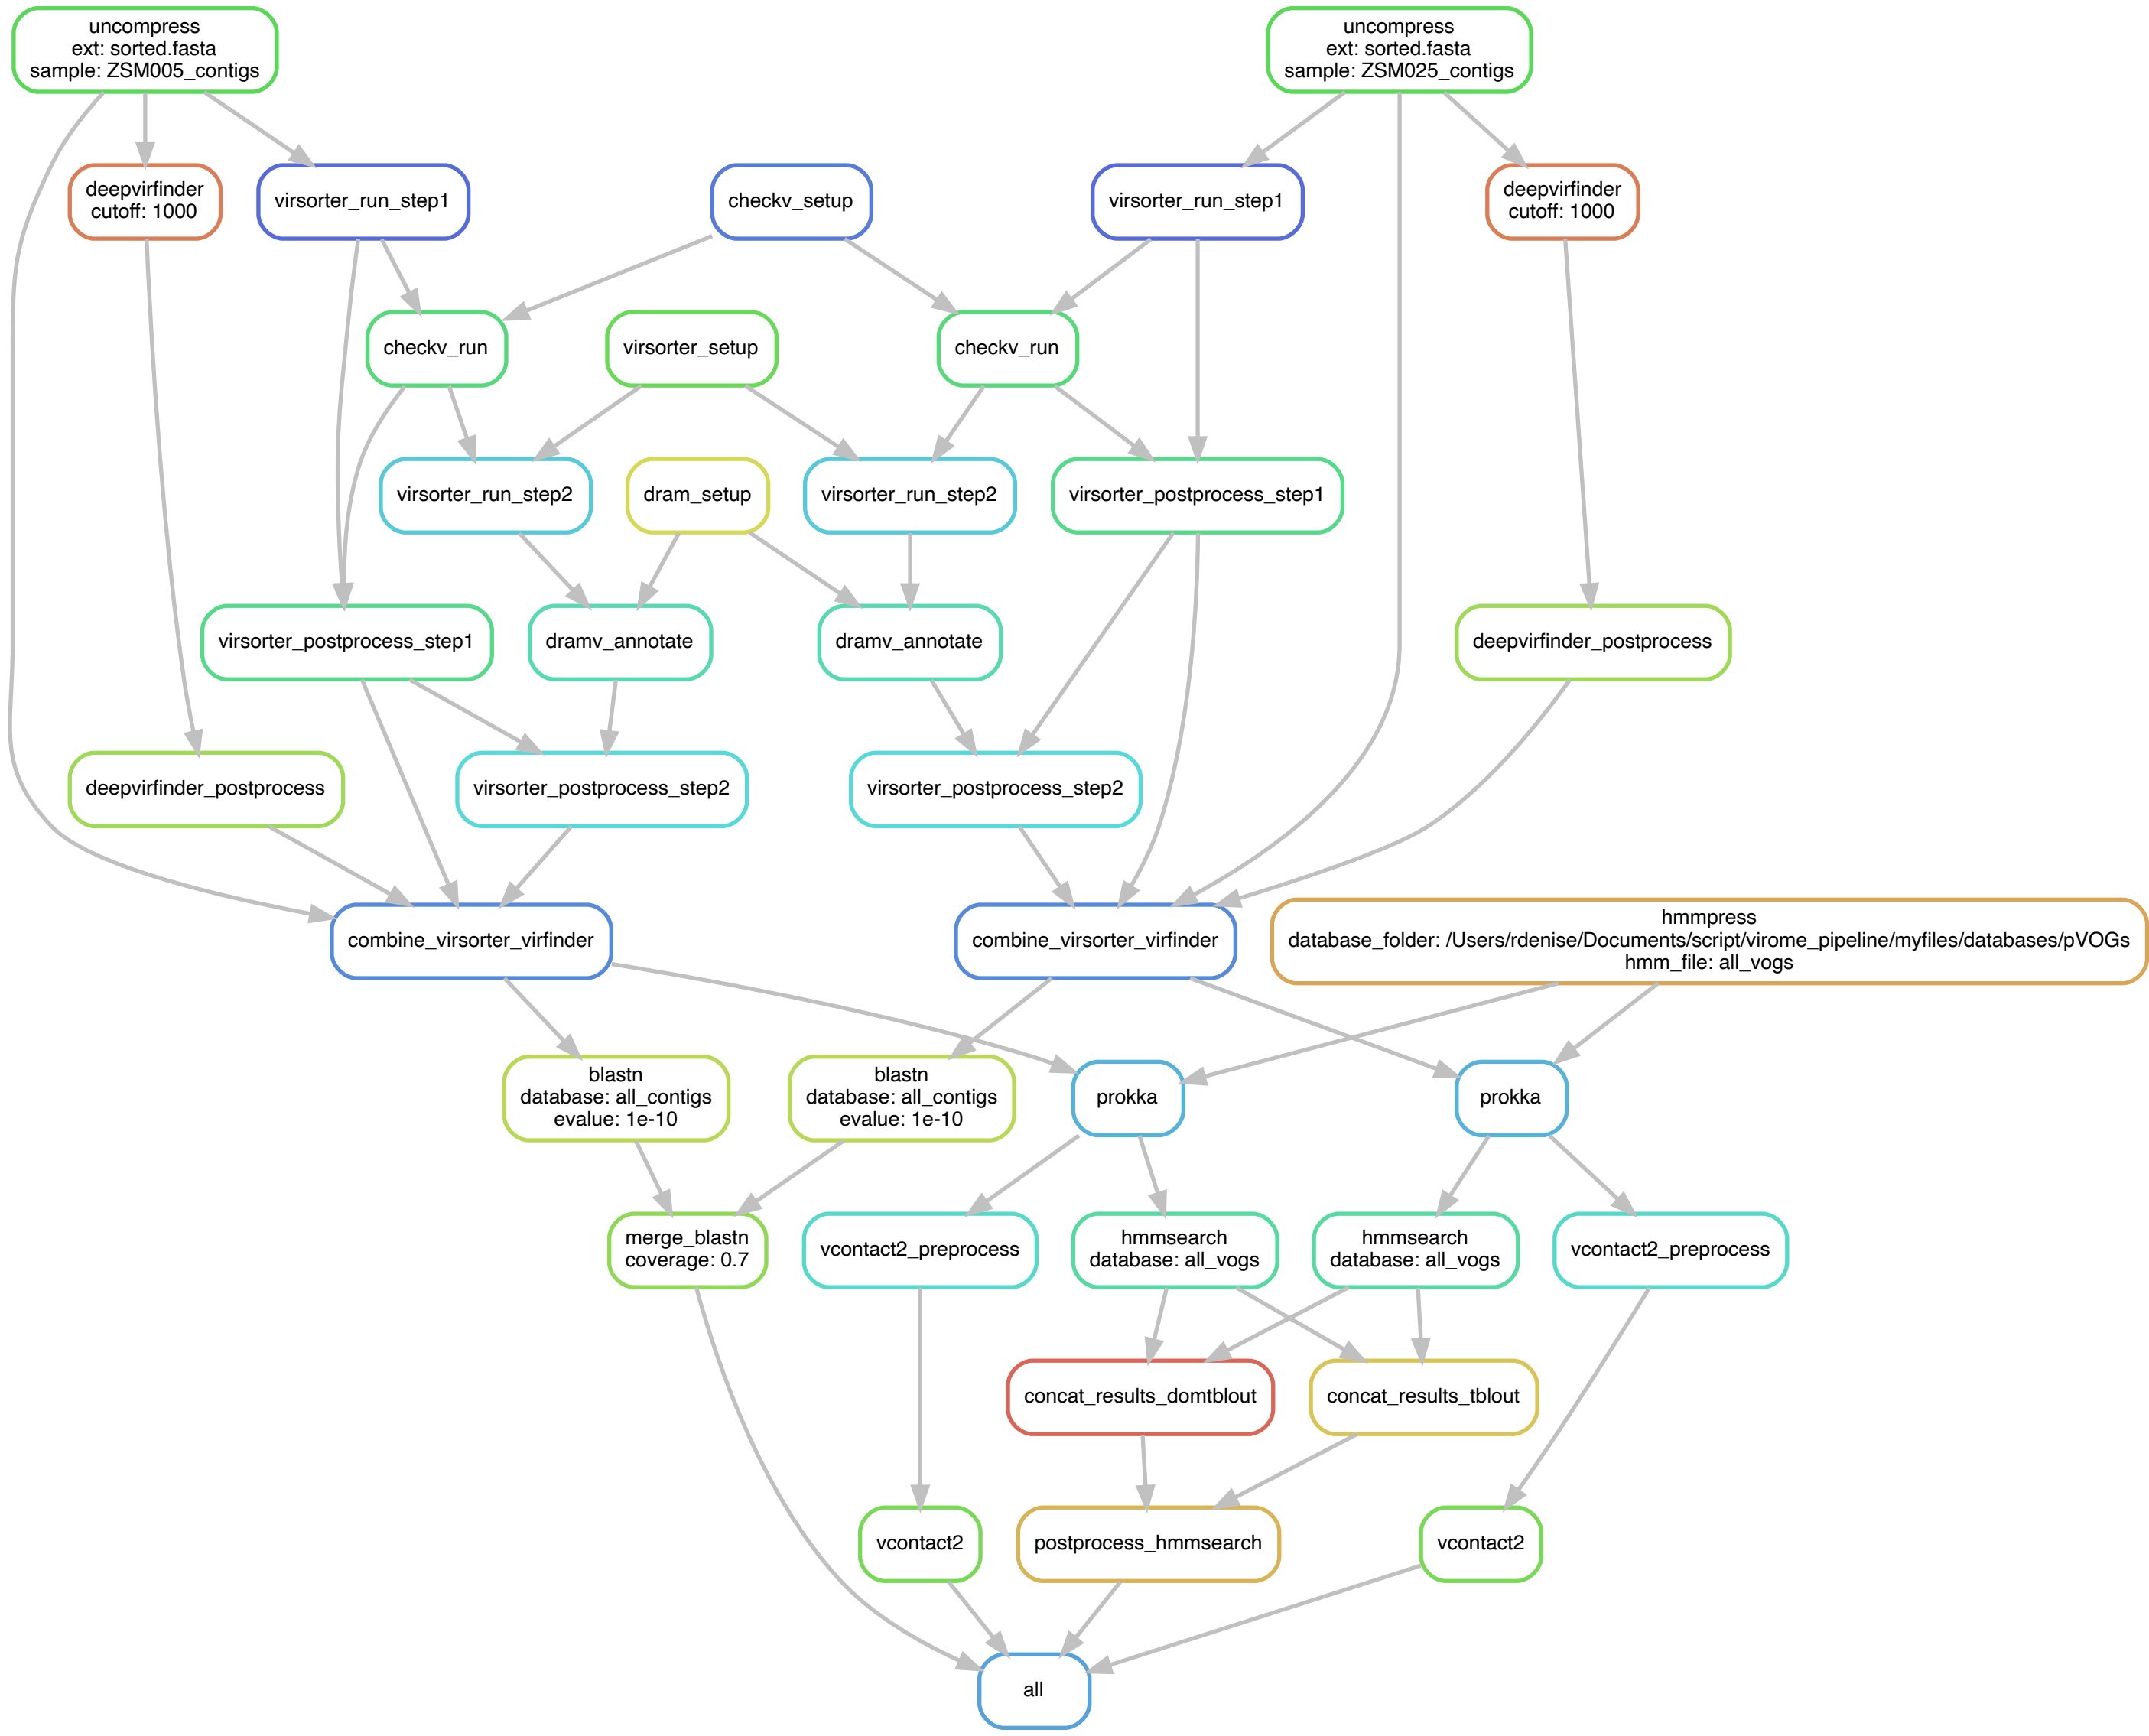 uncompress
ext: sorted.fasta
sample: ZSM005_contigs
uncompress
ext: sorted.fasta
sample: ZSM025_contigs
deepvirfinder
cutoff: 1000
virsorter_run_step1
checkv_setup
virsorter_run_step1
deepvirfinder
cutoff: 1000
checkv_run
virsorter_setup
checkv_run
virsorter_run_step2
dram_setup
virsorter_run_step2
virsorter_postprocess_step1
virsorter_postprocess_step1
dramv_annotate
dramv_annotate
deepvirfinder_postprocess
deepvirfinder_postprocess
virsorter_postprocess_step2
virsorter_postprocess_step2
combine_virsorter_virfinder
combine_virsorter_virfinder
hmmpress
database_folder: /Users/rdenise/Documents/script/virome_pipeline/myfiles/databases/pVOGs
hmm_file: all_vogs
blastn
database: all_contigs
evalue: 1e-10
blastn
database: all_contigs
evalue: 1e-10
prokka
prokka
merge_blastn
coverage: 0.7
vcontact2_preprocess
hmmsearch
database: all_vogs
hmmsearch
database: all_vogs
vcontact2_preprocess
concat_results_domtblout
concat_results_tblout
vcontact2
postprocess_hmmsearch
vcontact2
all